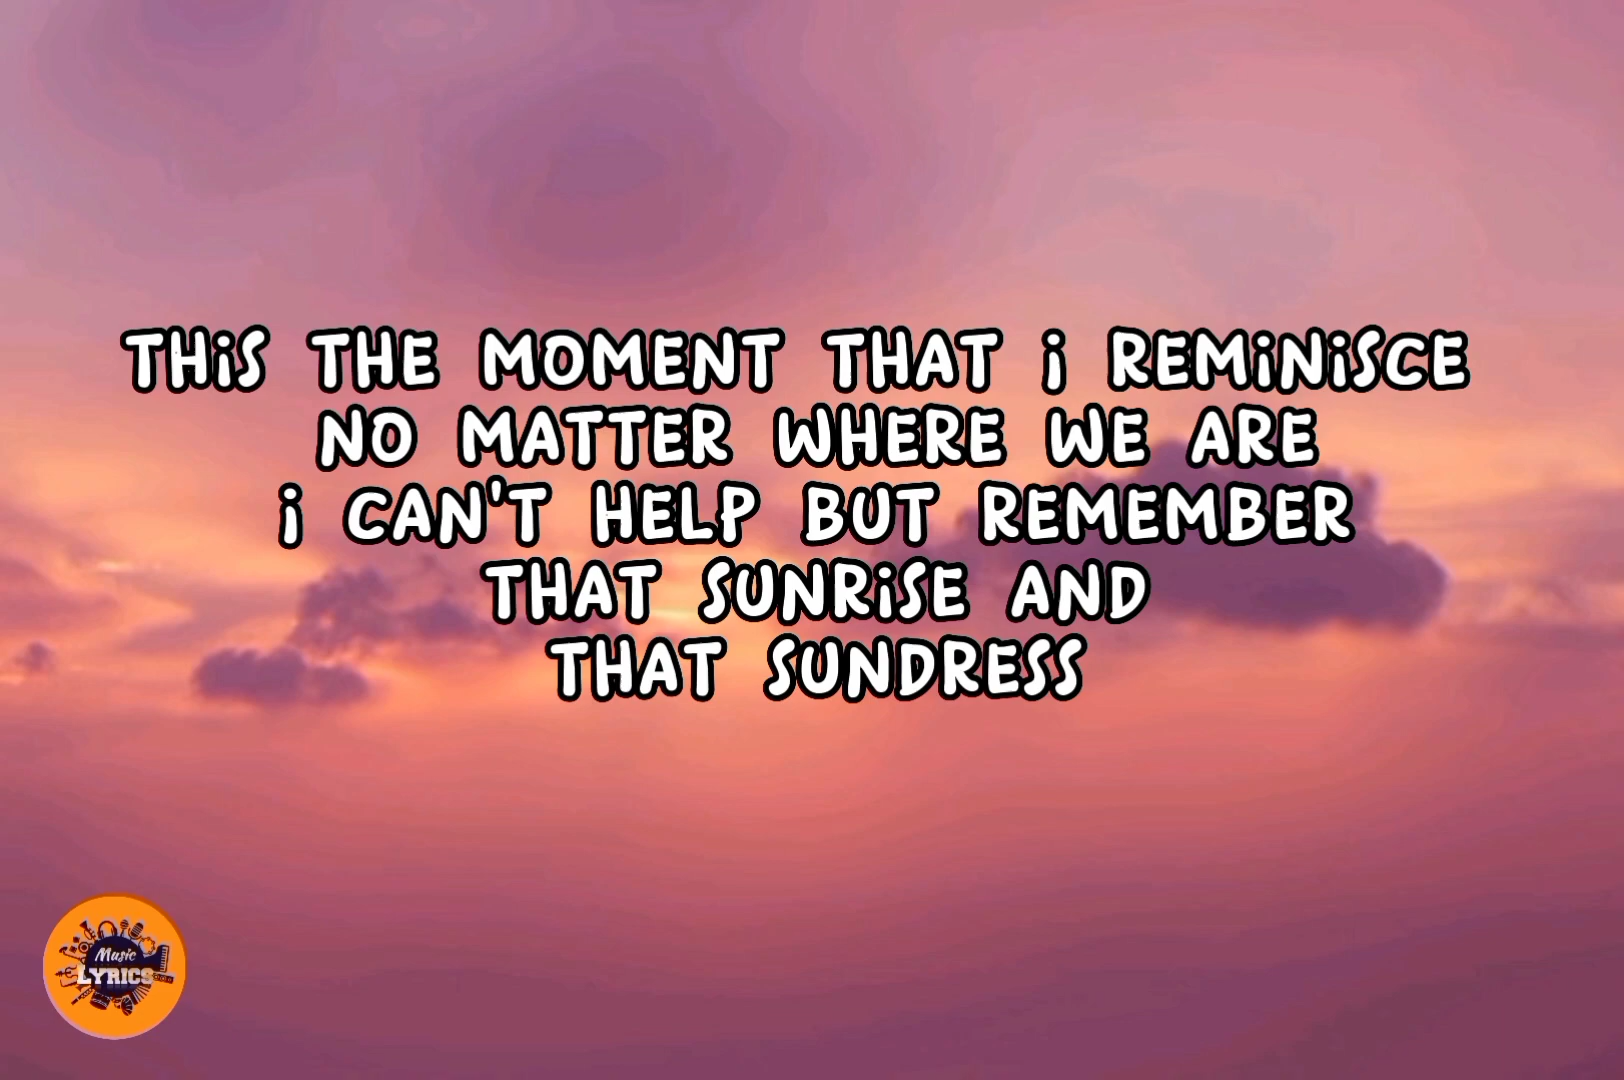 THiS THE MOMENT THAT i REMiNiSCE
NO MATTER WHERE WE ARE
i CAN'T HELP BUT REMEMBER
THAT SUNRiSE AND
THAT SUNDRESS
Music
LYRICS